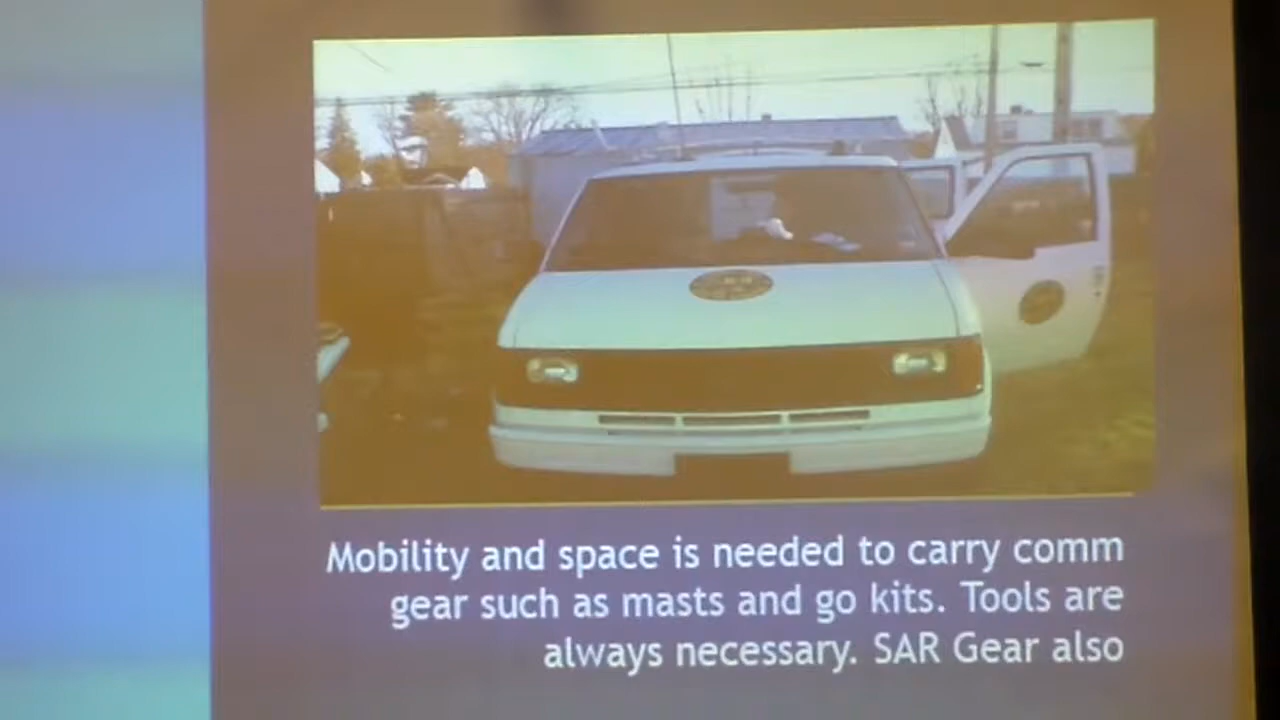 Mobility and space is needed to carry comm
gear such as masts and go kits. Tools are
always necessary. SAR Gear also